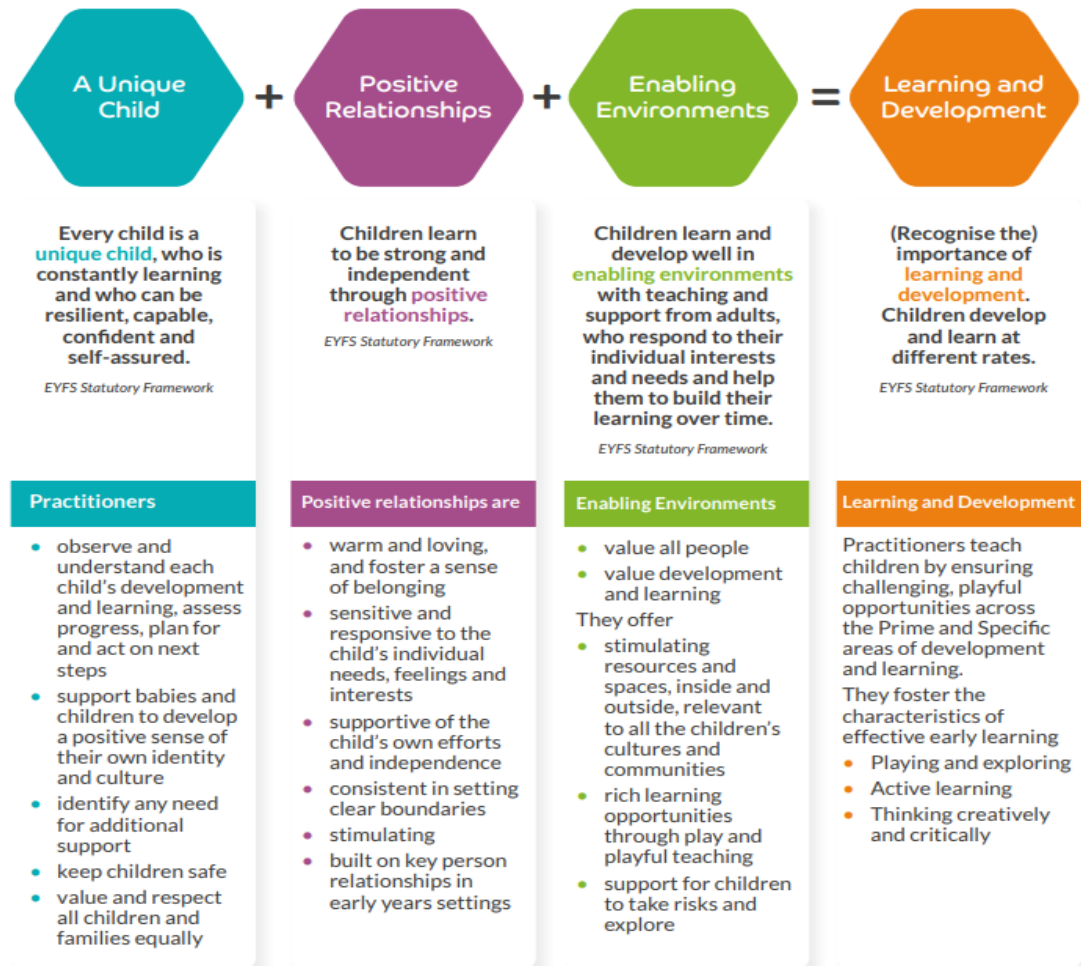 A Unique
Child
+
Positive
Relationships
+
Enabling
Environments
=
Learning and
Development
Every child is a
unique child, who is
constantly learning
and who can be
resilient, capable,
confident and
self-assured.
EYFS Statutory Framework
Children learn
to be strong and
independent
through positive
relationships.
EYFS Statutory Framework
Children learn and
develop well in
enabling environments
with teaching and
support from adults,
who respond to their
individual interests
and needs and help
them to build their
learning over time.
EYFS Statutory Framework
(Recognise the)
importance of
learning and
development.
Children develop
and learn at
different rates.
EYFS Statutory Framework
Practitioners
• observe and
understand each
child's development
and learning, assess
progress, plan for
and act on next
steps
• support babies and
children to develop
a positive sense of
their own identity
and culture
• identify any need
for additional
support
• keep children safe
• value and respect
all children and
families equally
Positive relationships are
• warm and loving,
and foster a sense
of belonging
• sensitive and
responsive to the
child's individual
needs, feelings and
interests
• supportive of the
child's own efforts
and independence
• consistent in setting
clear boundaries
• stimulating
• built on key person
relationships in
early years settings
Enabling Environments
• value all people
• value development
and learning
They offer
• stimulating
resources and
spaces, inside and
outside, relevant
to all the children's
cultures and
communities
• rich learning
opportunities
through play and
playful teaching
• support for children
to take risks and
explore
Learning and Development
Practitioners teach
children by ensuring
challenging, playful
opportunities across
the Prime and Specific
areas of development
and learning.
They foster the
characteristics of
effective early learning
• Playing and exploring
• Active learning
• Thinking creatively
and critically